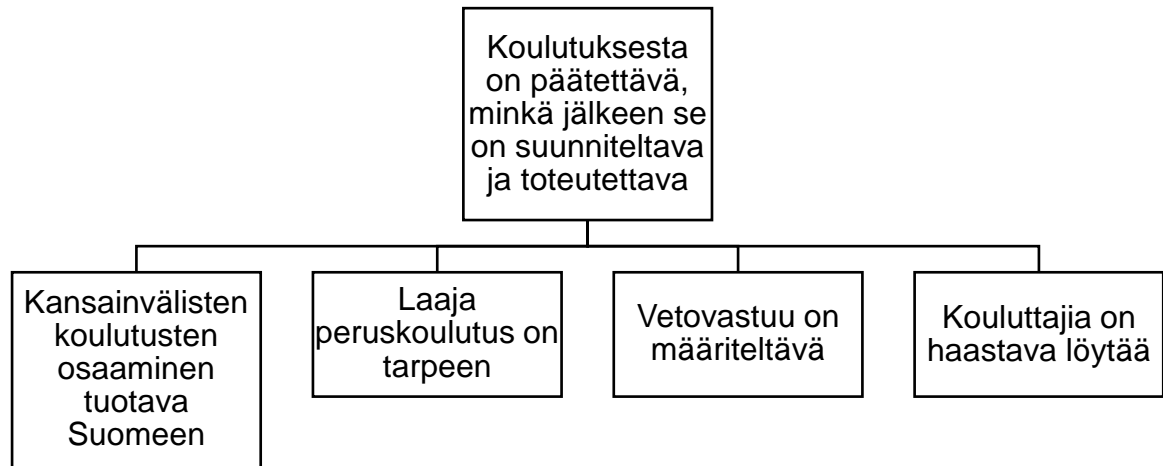 Koulutuksesta
on päätettävä,
minkä jälkeen se
on suunniteltava
ja toteutettava
Kansainvälisten
koulutusten
osaaminen
tuotava
Suomeen
Laaja
peruskoulutus on
tarpeen
Vetovastuu on
määriteltävä
Kouluttajia on
haastava löytää